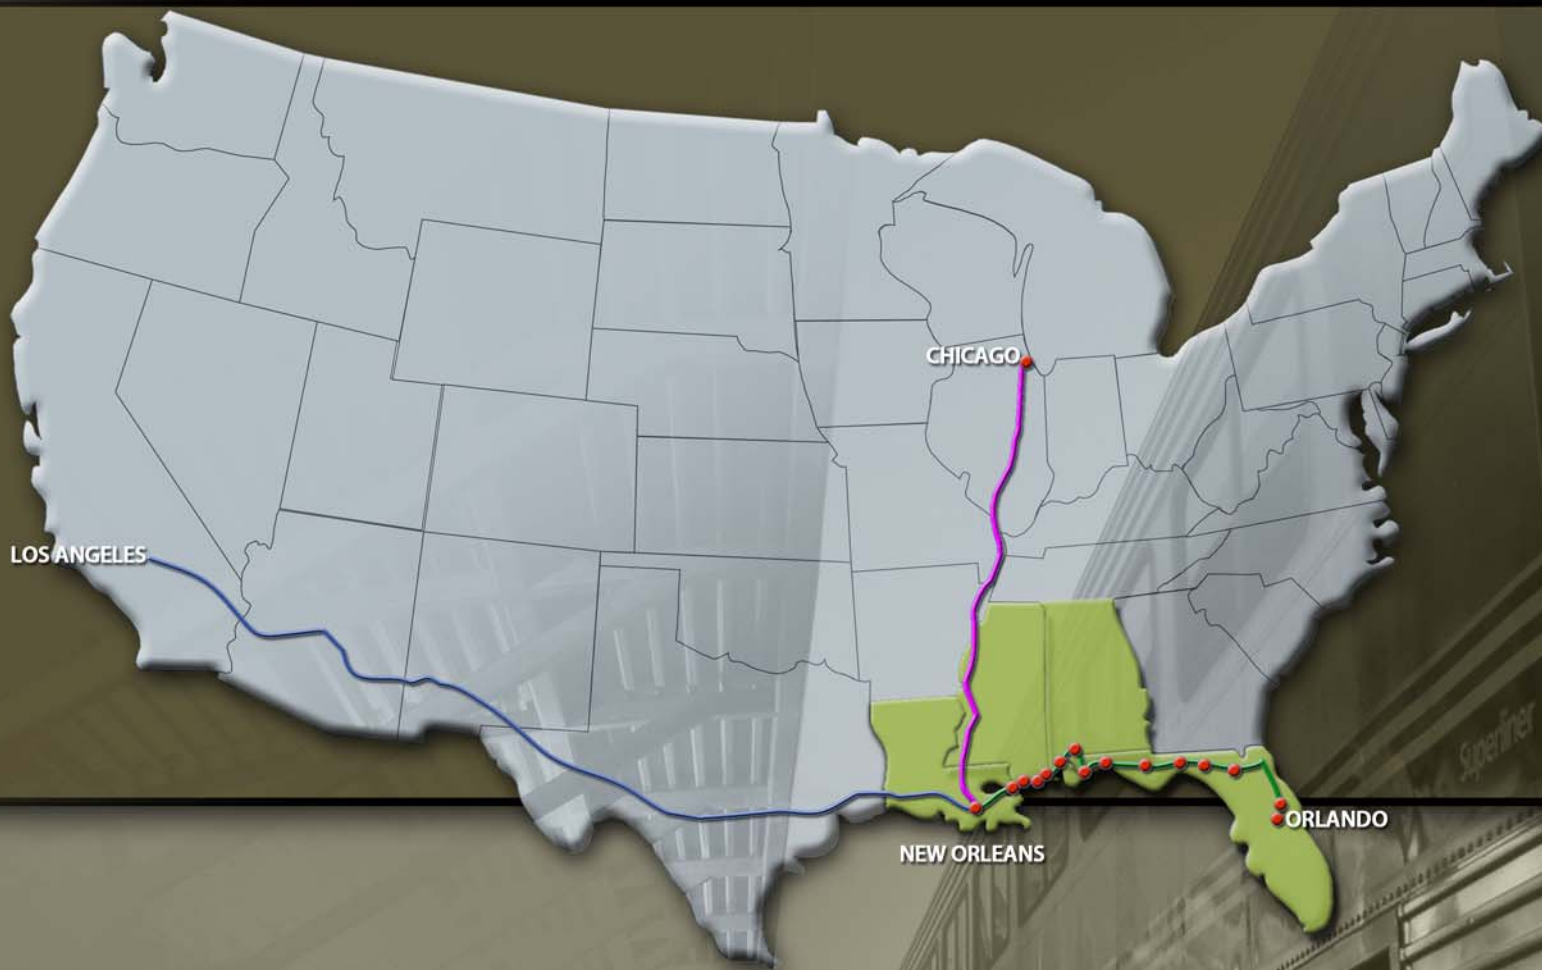 CHICAGO
LOS ANGELES
Superliner
ORLANDO
NEW ORLEANS